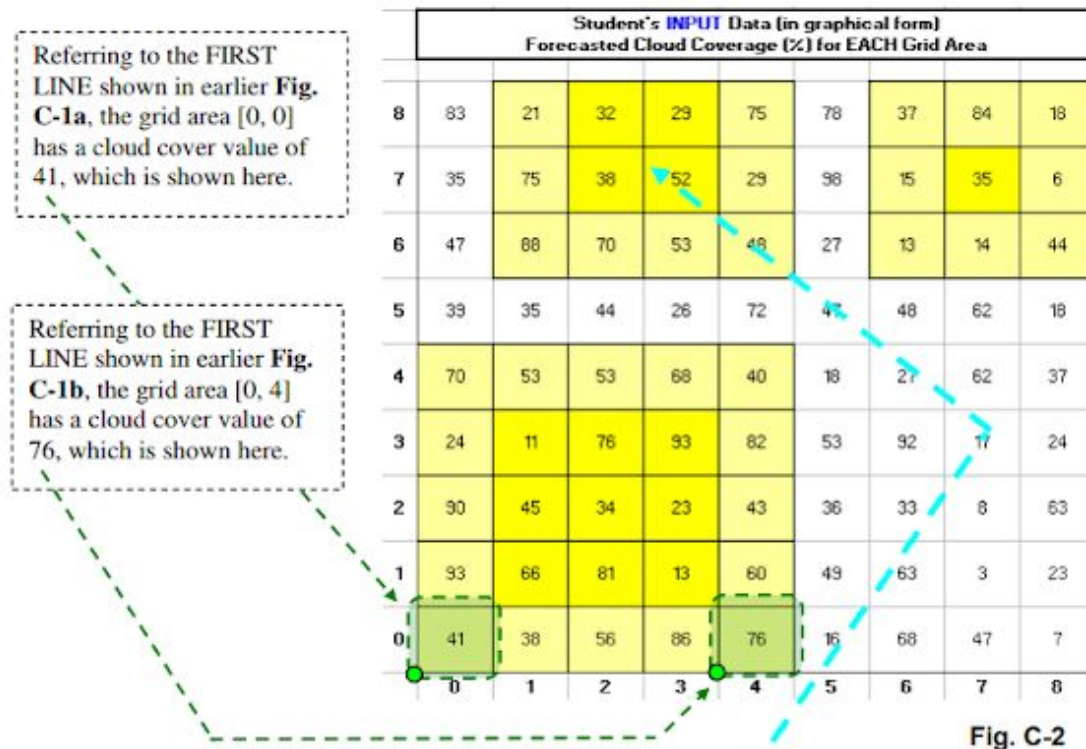 Referring to the FIRST
LINE shown in earlier Fig.
C-1a, the grid area [0, 0]
has a cloud cover value of
41, which is shown here.
Referring to the FIRST
LINE shown in earlier Fig.
C-1b, the grid area [0, 4]
has a cloud cover value of
76, which is shown here.
Student's INPUT Data (in graphical form)
Forecasted Cloud Coverage (%) for EACH Grid Area
8 83 21 32 29 75 78 37 84 18
7 35 75 38 52 29 98 15 35 6
6 47 88 70 53 48 27 13 14 44
5 39 35 44 26 72 47 48 62 18
4 70 53 53 68 40 18 27 62 37
3 24 11 76 93 82 53 92 17 24
2 90 45 34 23 43 36 33 8 63
1 93 66 81 13 60 49 63 3 23
0 41 38 56 86 76 16 68 47 7
0 1 2 3 4 5 6 7 8
Fig. C-2